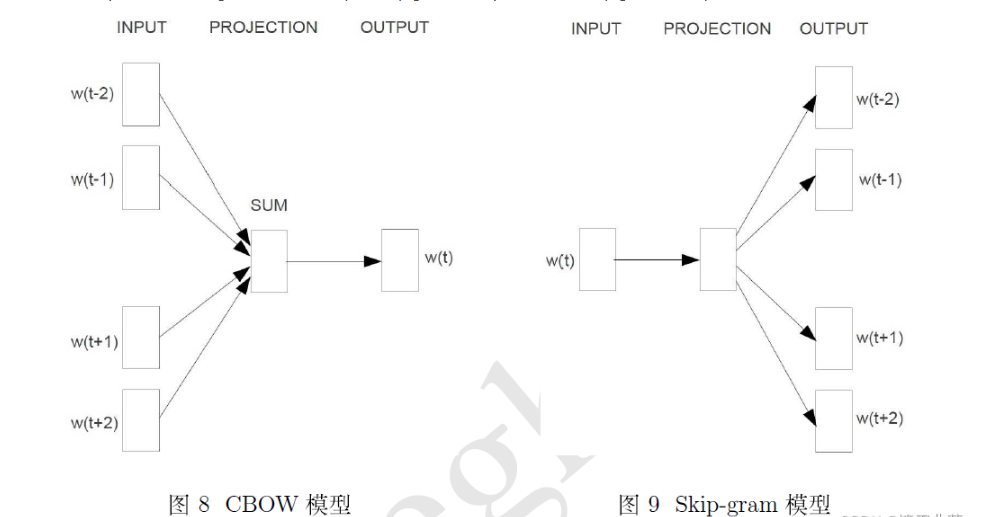 INPUT PROJECTION OUTPUT
w(t-2)
w(t-1)
SUM
w(t)
w(t+1)
w(t+2)
图 8 CBOW 模型
INPUT PROJECTION OUTPUT
w(t-2)
w(t-1)
w(t)
w(t+1)
w(t+2)
图 9 Skip-gram 模型